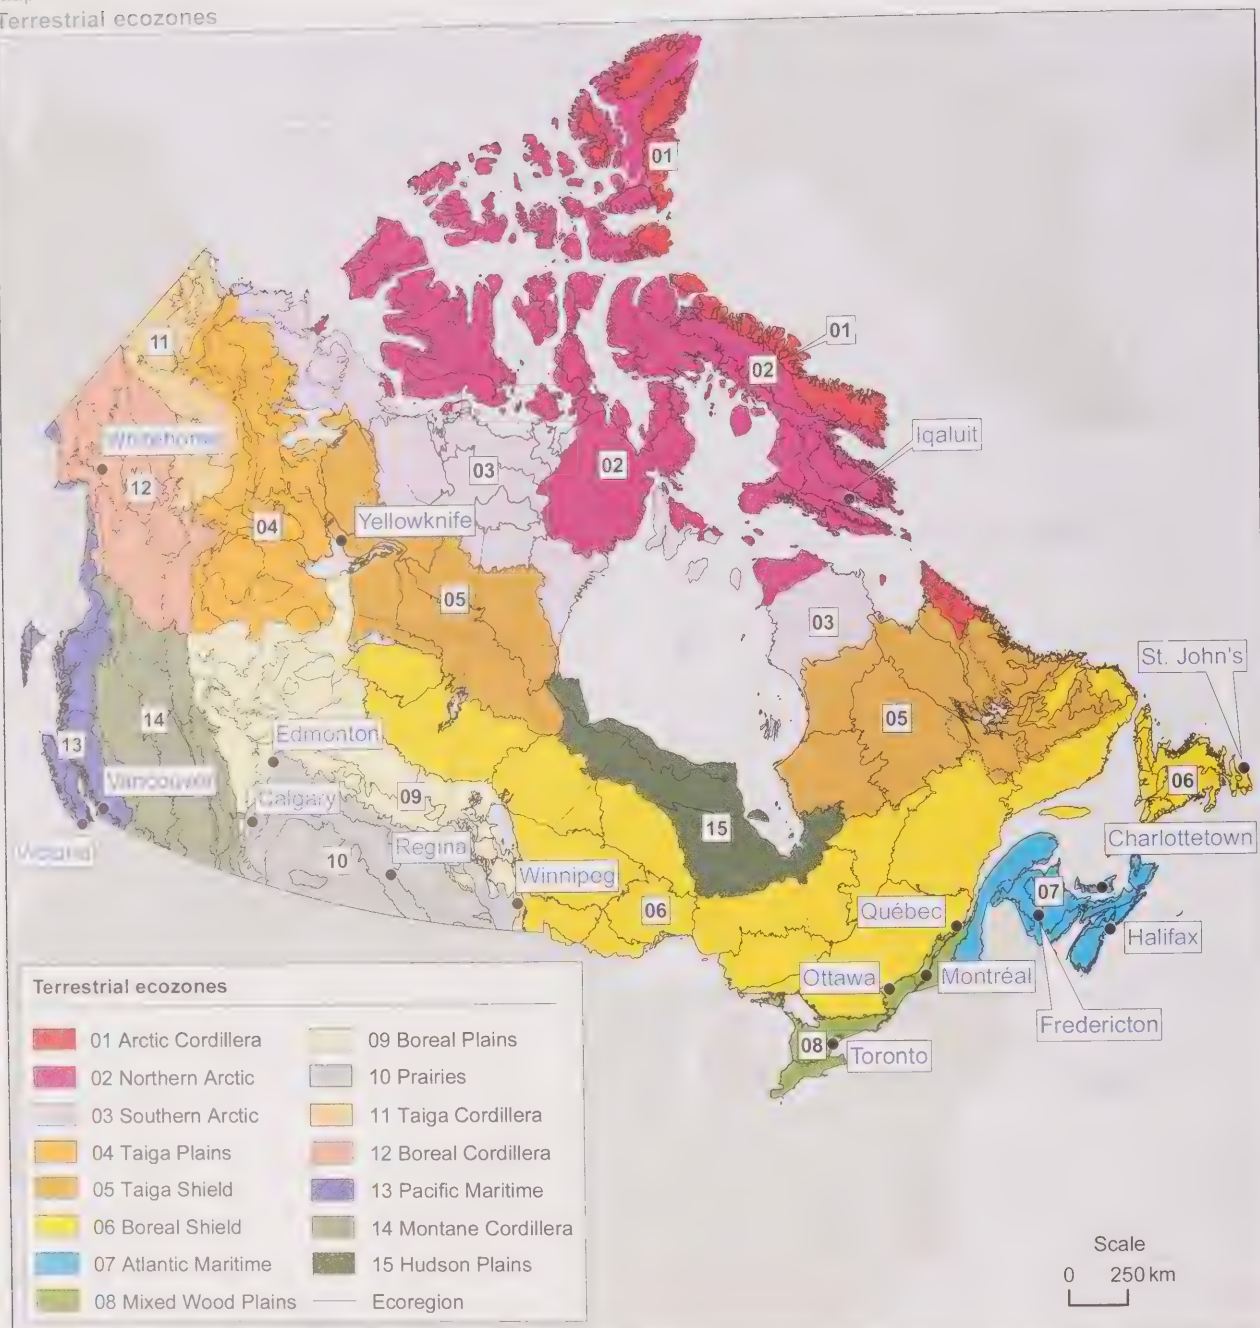 Terrestrial ecozones
01
01
02
11
Iqaluit
Whitehorse
03
02
12
Yellowknife
04
05
03
St. John's
14
05
13
Edmonton
06
Vancouver
Calgary
09
15
Charlottetown
Victoria
10
Regina
Winnipeg
07
06
Québec
Halifax
Ottawa
Montréal
Fredericton
08
Toronto
Terrestrial ecozones
01 Arctic Cordillera
02 Northern Arctic
03 Southern Arctic
04 Taiga Plains
05 Taiga Shield
06 Boreal Shield
07 Atlantic Maritime
08 Mixed Wood Plains
09 Boreal Plains
10 Prairies
11 Taiga Cordillera
12 Boreal Cordillera
13 Pacific Maritime
14 Montane Cordillera
15 Hudson Plains
Ecoregion
Scale
0 250 km